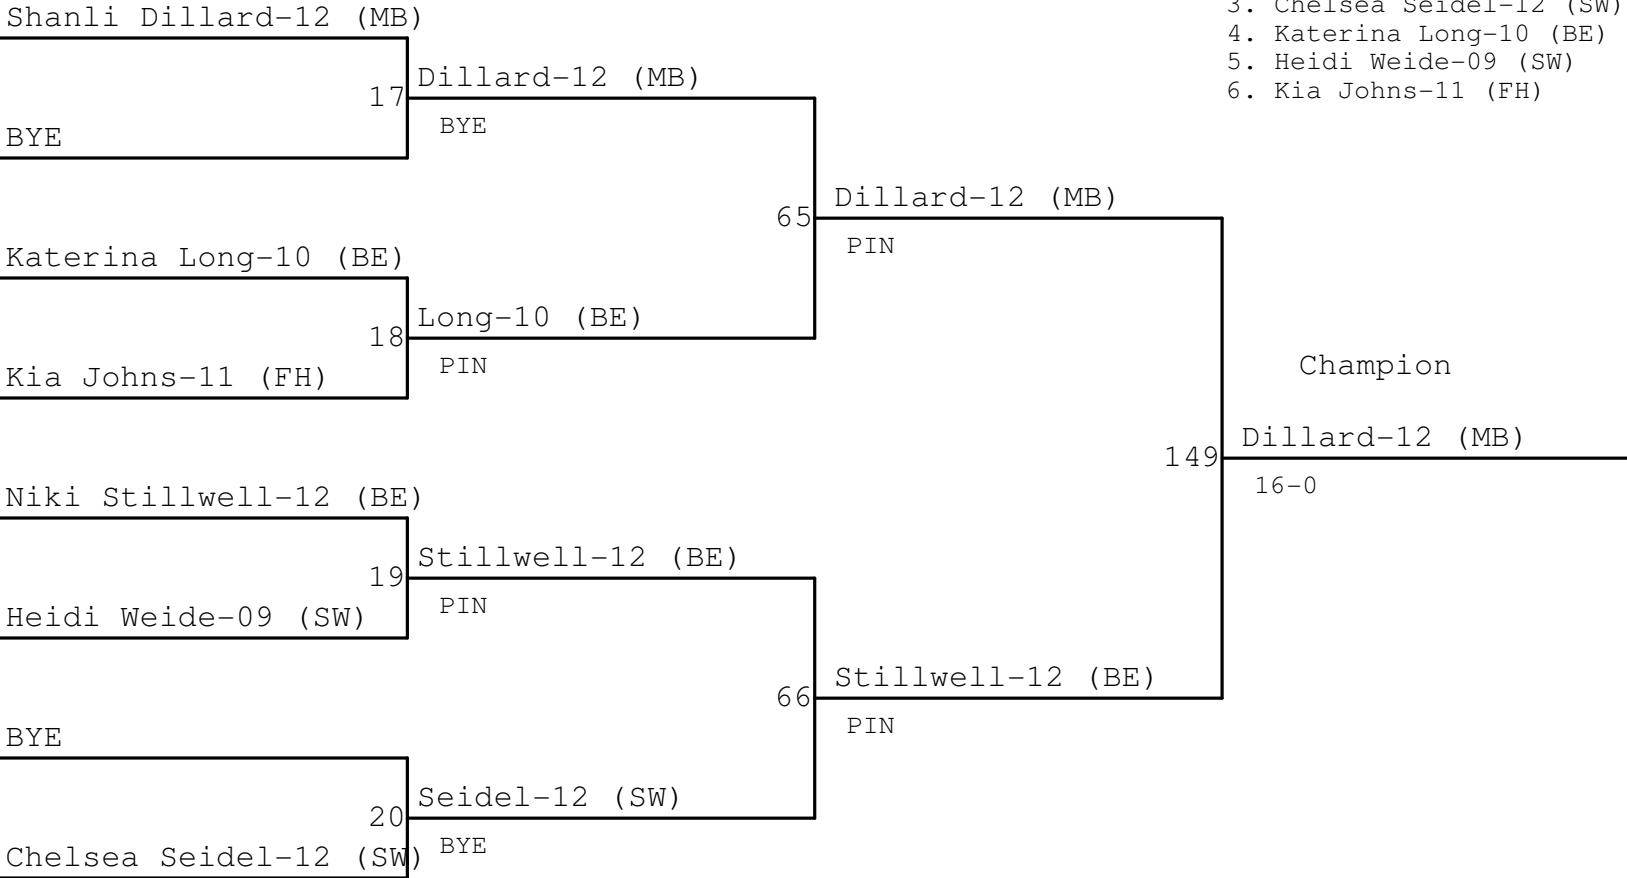 Shanli Dillard-12 (MB)
3. Chelsea Seidel-12 (SW)
4. Katerina Long-10 (BE)
5. Heidi Weide-09 (SW)
6. Kia Johns-11 (FH)
17
Dillard-12 (MB)
BYE
BYE
65
Dillard-12 (MB)
PIN
Katerina Long-10 (BE)
18
Long-10 (BE)
PIN
Kia Johns-11 (FH)
Champion
149
Dillard-12 (MB)
16-0
Niki Stillwell-12 (BE)
19
Stillwell-12 (BE)
PIN
Heidi Weide-09 (SW)
66
Stillwell-12 (BE)
PIN
BYE
20
Seidel-12 (SW)
BYE
Chelsea Seidel-12 (SW)